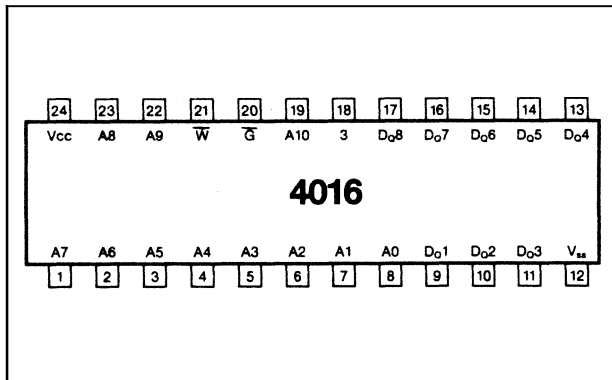 24 23 22 21 20 19 18 17 16 15 14 13
Vcc A8 A9 W̅ G̅ A10 3 DQ8 DQ7 DQ6 DQ5 DQ4
4016
A7 A6 A5 A4 A3 A2 A1 A0 DQ1 DQ2 DQ3 Vss
1 2 3 4 5 6 7 8 9 10 11 12